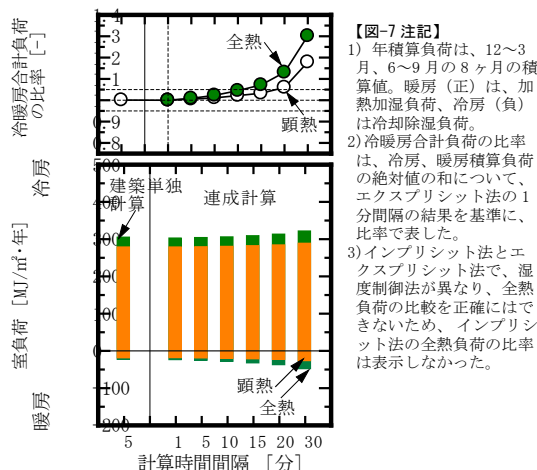 冷暖房合計負荷
の比率 [-]
1.4
.3
.2
.1
.0
0.9
0.8
全熱
顕熱
冷房
室負荷 [MJ/㎡･年]
暖房
500
400
300
200
100
0
100
200
建築単独
計算
連成計算
顕熱
全熱
5 1 5 10 15 20 30
計算時間間隔 [分]
【図-7 注記】
1) 年積算負荷は、12～3
月、6～9 月の 8 ヶ月の積
算値。暖房（正）は、加
熱加湿負荷、冷房（負）
は冷却除湿負荷。
2)冷暖房合計負荷の比率
は、冷房、暖房積算負荷
の絶対値の和について、
エクスプリシット法の 1
分間隔の結果を基準に、
比率で表した。
3)インプリシット法とエ
クスプリシット法で、湿
度制御法が異なり、全熱
負荷の比較を正確にはで
きないため、 インプリシ
ット法の全熱負荷の比率
は表示しなかった。